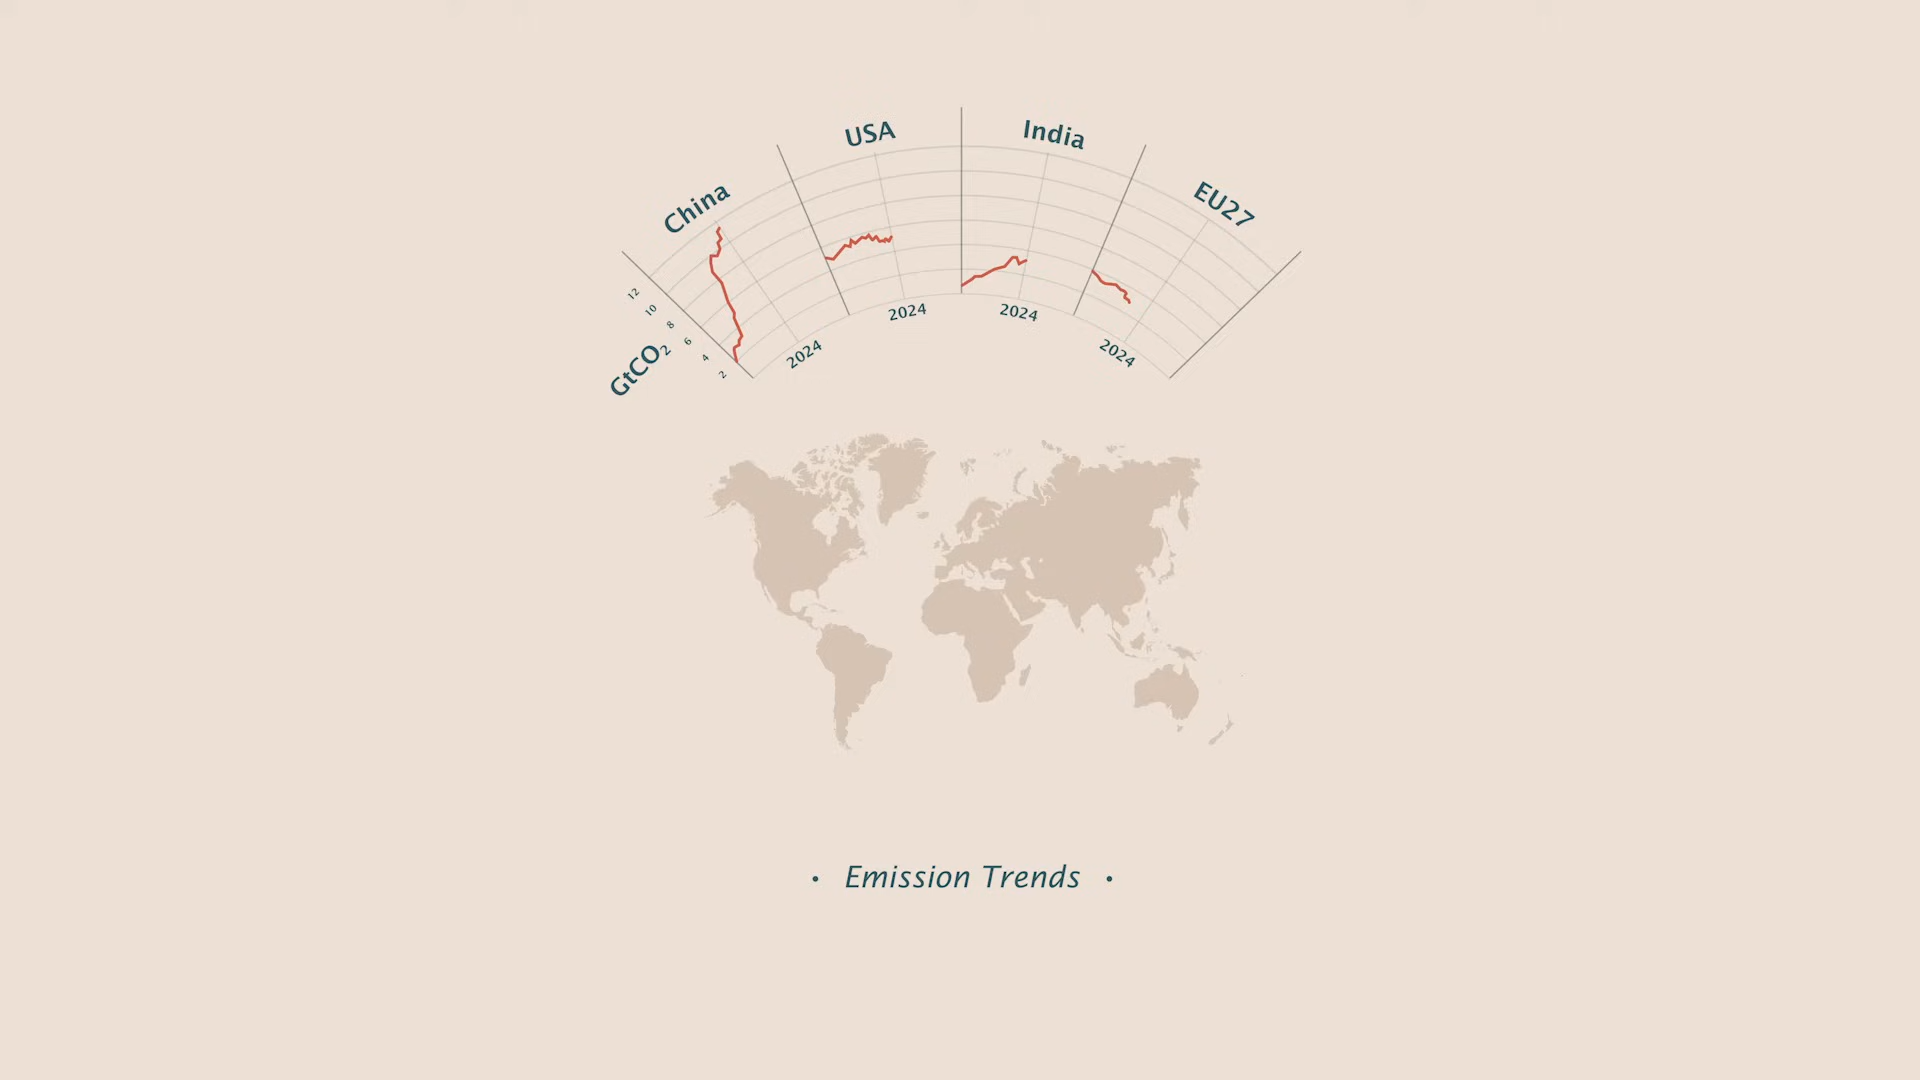 China
USA
India
EU27
12
10
8
6
4
2
GtCO₂
2024
2024
2024
2024
• Emission Trends •